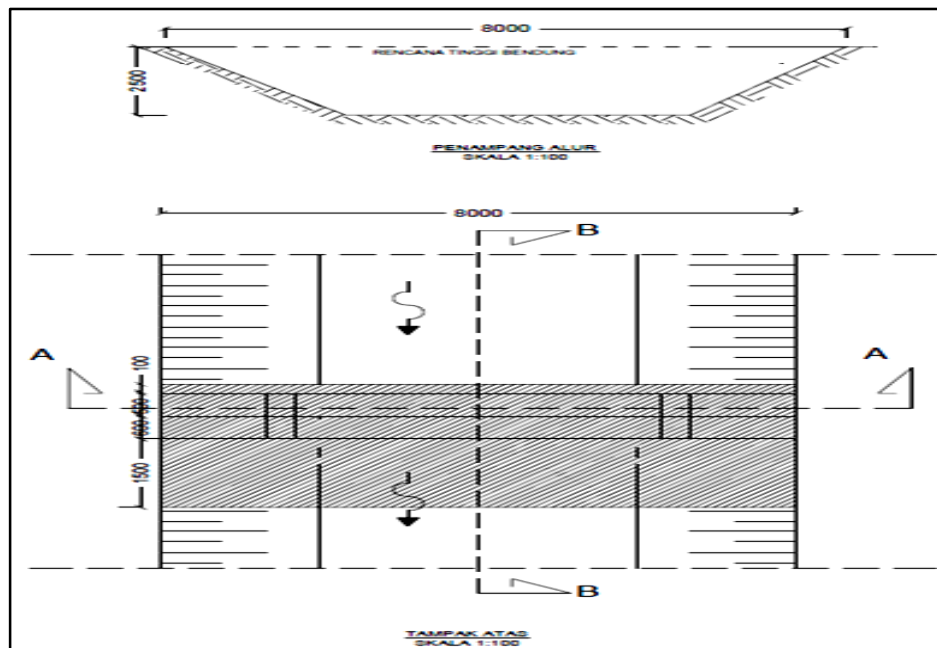 8000
RENCANA TINGGI BENDUNG
2500
PENAMPANG ALUR
SKALA 1:100
8000
B
A
A
100
1500
B
TAMPAK ATAS
SKALA 1:100